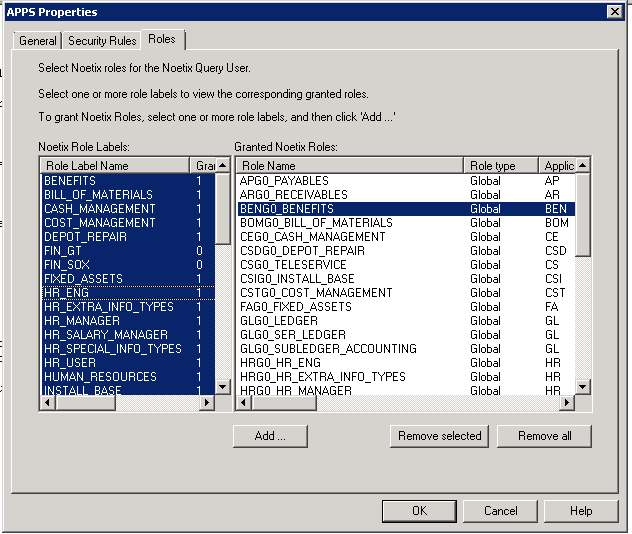 APPS Properties
General Security Rules Roles
Select Noetix roles for the Noetix Query User.
Select one or more role labels to view the corresponding granted roles.
To grant Noetix Roles, select one or more role labels, and then click 'Add ...'
Noetix Role Labels: Granted Noetix Roles:
Role Label Name Grar Role Name Role type Applic
BENEFITS 1 APG0_PAYABLES Global AP
BILL_OF_MATERIALS 1 ARG0_RECEIVABLES Global AR
CASH_MANAGEMENT 1 BENG0_BENEFITS Global BEN
COST_MANAGEMENT 1 BOMG0_BILL_OF_MATERIALS Global BOM
DEPOT_REPAIR 1 CEG0_CASH_MANAGEMENT Global CE
FIN_GT 0 CSDG0_DEPOT_REPAIR Global CSD
FIN_SOX 0 CSG0_TELESERVICE Global CS
FIXED_ASSETS 1 CSIG0_INSTALL_BASE Global CSI
HR_ENG 1 CSTG0_COST_MANAGEMENT Global CST
HR_EXTRA_INFO_TYPES 1 FAG0_FIXED_ASSETS Global FA
HR_MANAGER 1 GLG0_LEDGER Global GL
HR_SALARY_MANAGER 1 GLG0_SER_LEDGER Global GL
HR_SPECIAL_INFO_TYPES 1 GLG0_SUBLEDGER_ACCOUNTING Global GL
HR_USER 1 HRG0_HR_ENG Global HR
HUMAN_RESOURCES 1 HRG0_HR_EXTRA_INFO_TYPES Global HR
INSTALL_BASE 1 HRG0_HR_MANAGER Global HR
Add ... Remove selected Remove all
OK Cancel Help